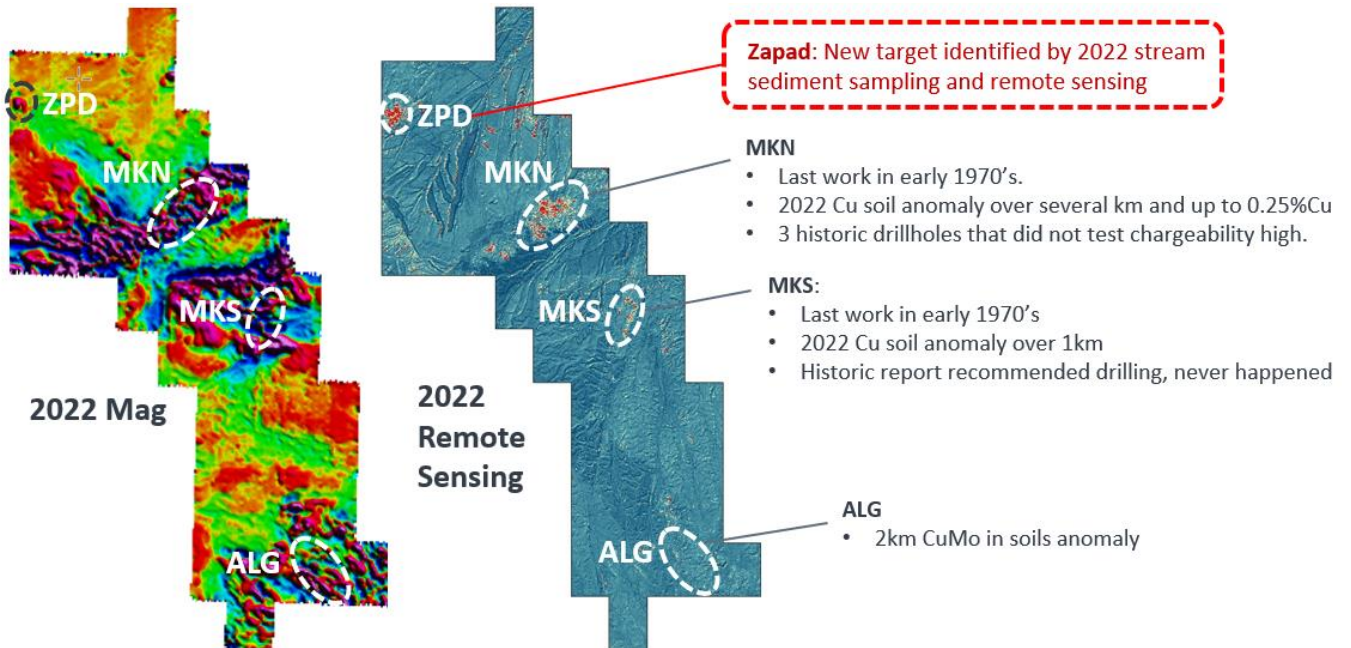 ZPD
MKN
MKS
2022 Mag
ALG
ZPD
MKN
MKS
2022
Remote
Sensing
ALG
Zapad: New target identified by 2022 stream
sediment sampling and remote sensing
MKN
• Last work in early 1970's.
• 2022 Cu soil anomaly over several km and up to 0.25%Cu
• 3 historic drillholes that did not test chargeability high.
MKS:
• Last work in early 1970's
• 2022 Cu soil anomaly over 1km
• Historic report recommended drilling, never happened
ALG
• 2km CuMo in soils anomaly